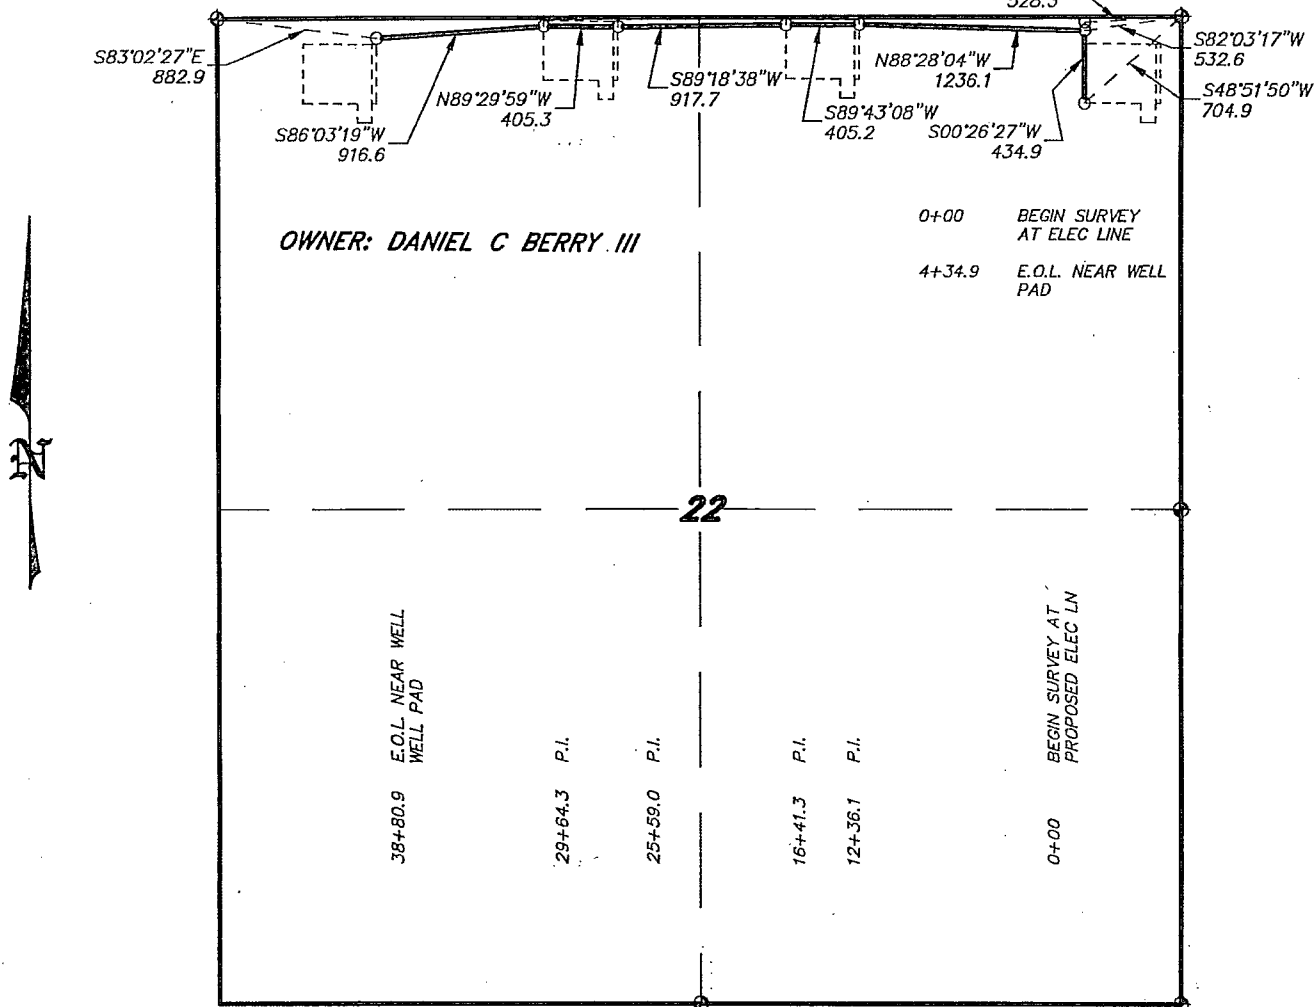 S83°02'27"E
882.9
S86°03'19"W
916.6
N89°29'59"W
405.3
S89°18'38"W
917.7
S89°43'08"W
405.2
N88°28'04"W
1236.1
S00°26'27"W
434.9
S82°03'17"W
532.6
S48°51'50"W
704.9
OWNER: DANIEL C BERRY III
0+00 BEGIN SURVEY
AT ELEC LINE
4+34.9 E.O.L. NEAR WELL
PAD
N
22
38+80.9 E.O.L. NEAR WELL
WELL PAD
29+64.3 P.I.
25+59.0 P.I.
16+41.3 P.I.
12+36.1 P.I.
0+00 BEGIN SURVEY AT
PROPOSED ELEC LN